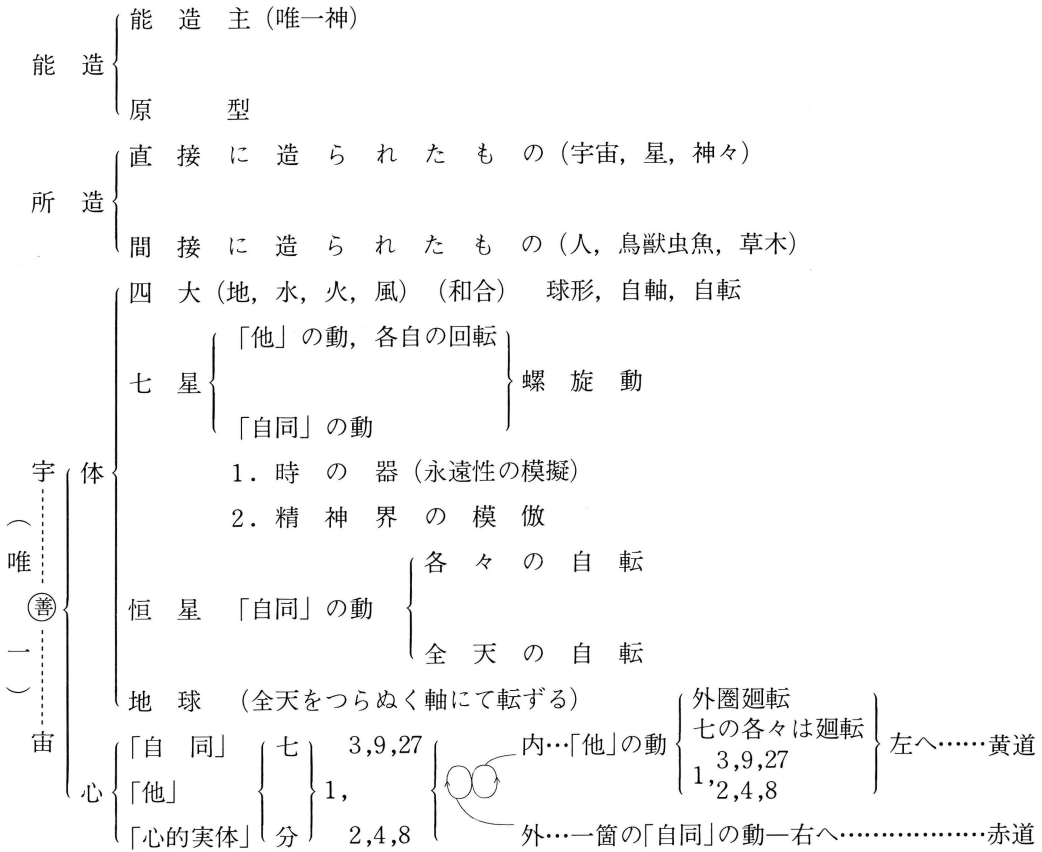 能造主（唯一神）
能造
原型
直接に造られたもの（宇宙，星，神々）
所造
間接に造られたもの（人，鳥獣虫魚，草木）
四大（地，水，火，風）（和合）　球形，自軸，自転
「他」の動，各自の回転
七星　螺旋動
「自同」の動
宇（唯善一）宙
体
1．時の器（永遠性の模擬）
2．精神界の模倣
各々の自転
恒星　「自同」の動
全天の自転
地球　（全天をつらぬく軸にて転ずる）
心
「自同」
「他」
「心的実体」
七分
3,9,27
1,
2,4,8
内…「他」の動
外圏廻転
七の各々は廻転
3,9,27
1,
2,4,8
左へ……黄道
外…一箇の「自同」の動―右へ………………赤道